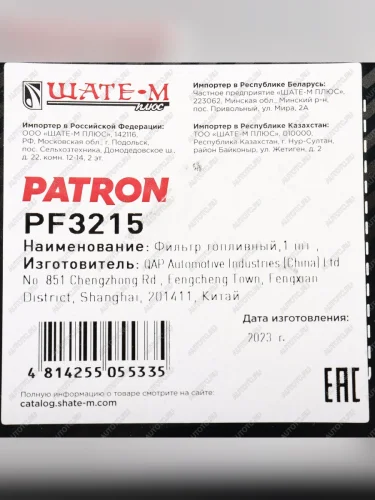 ШАТЕ-М
ПЛЮС
Импортер в Республике Беларусь:
Частное предприятие «ШАТЕ-М ПЛЮС»,
223062, Минская обл., Минский р-н,
пос. Привольный, ул. Мира, 2А
Импортер в Российской Федерации:
ООО «ШАТЕ-М ПЛЮС», 142116,
РФ, Московская обл., г. Подольск,
пос. Сельхозтехника, Домодедовское ш.,
д. 22, комн. 12-14, 2 эт.
Импортер в Республике Казахстан:
ТОО «ШАТЕ-М ПЛЮС», 010000,
Республика Казахстан, г. Нур-Султан,
район Байконыр, ул. Жетиген, д. 2
PATRON
PF3215
Наименование: Фильтр топливный,1 шт.,
Изготовитель: QAP Automotive Industries (China) Ltd
No. 851 Chengzhong Rd., Fengcheng Town, Fengxian
District, Shanghai, 201411, Китай
4 814255 055335
Дата изготовления:
2023 г.
EAC
Полную информацию о товаре смотрите на
catalog.shate-m.com